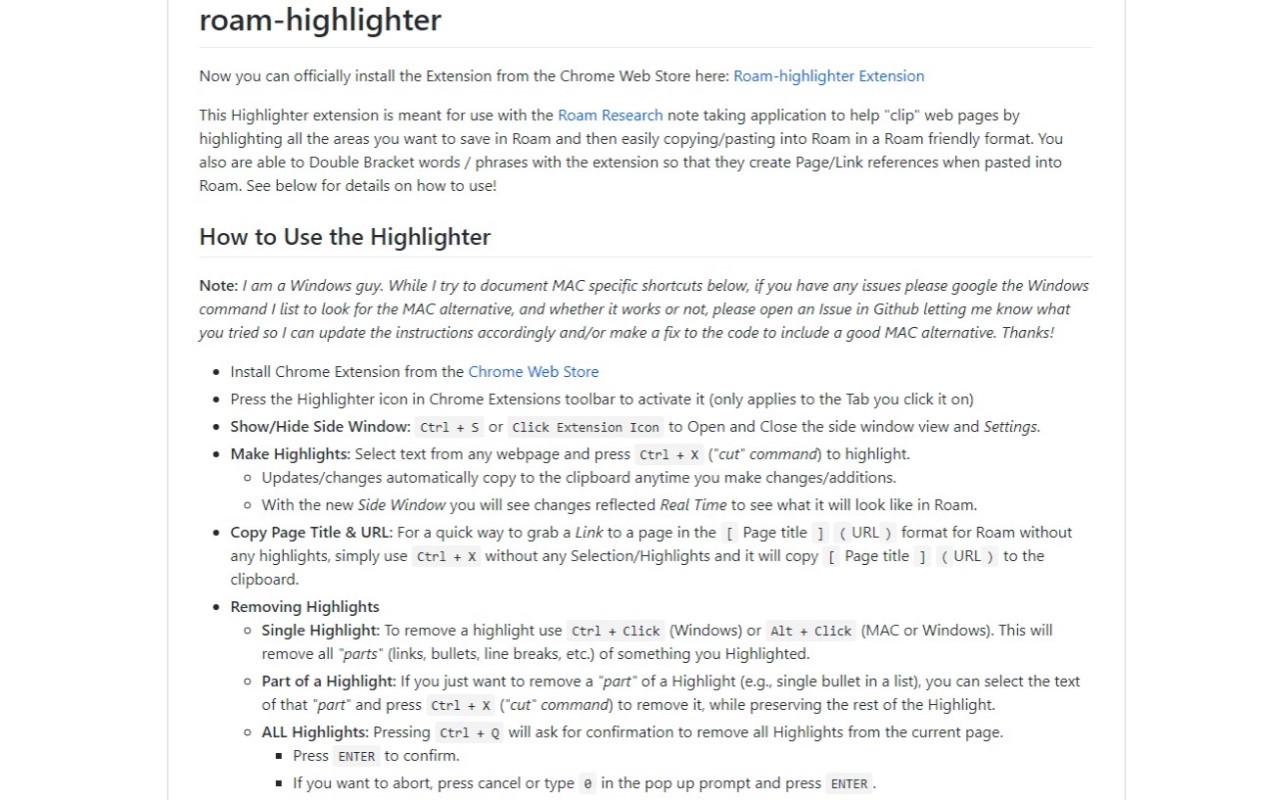 roam-highlighter
Now you can officially install the Extension from the Chrome Web Store here: Roam-highlighter Extension
This Highlighter extension is meant for use with the Roam Research note taking application to help "clip" web pages by
highlighting all the areas you want to save in Roam and then easily copying/pasting into Roam in a Roam friendly format. You
also are able to Double Bracket words / phrases with the extension so that they create Page/Link references when pasted into
Roam. See below for details on how to use!
How to Use the Highlighter
Note: I am a Windows guy. While I try to document MAC specific shortcuts below, if you have any issues please google the Windows
command I list to look for the MAC alternative, and whether it works or not, please open an Issue in Github letting me know what
you tried so I can update the instructions accordingly and/or make a fix to the code to include a good MAC alternative. Thanks!
• Install Chrome Extension from the Chrome Web Store
• Press the Highlighter icon in Chrome Extensions toolbar to activate it (only applies to the Tab you click it on)
• Show/Hide Side Window: Ctrl + S or Click Extension Icon to Open and Close the side window view and Settings.
• Make Highlights: Select text from any webpage and press Ctrl + X ("cut" command) to highlight.
◦ Updates/changes automatically copy to the clipboard anytime you make changes/additions.
◦ With the new Side Window you will see changes reflected Real Time to see what it will look like in Roam.
• Copy Page Title & URL: For a quick way to grab a Link to a page in the [ Page title ] ( URL ) format for Roam without
any highlights, simply use Ctrl + X without any Selection/Highlights and it will copy [ Page title ] ( URL ) to the
clipboard.
• Removing Highlights
◦ Single Highlight: To remove a highlight use Ctrl + Click (Windows) or Alt + Click (MAC or Windows). This will
remove all "parts" (links, bullets, line breaks, etc.) of something you Highlighted.
◦ Part of a Highlight: If you just want to remove a "part" of a Highlight (e.g., single bullet in a list), you can select the text
of that "part" and press Ctrl + X ("cut" command) to remove it, while preserving the rest of the Highlight.
◦ ALL Highlights: Pressing Ctrl + Q will ask for confirmation to remove all Highlights from the current page.
▪ Press ENTER to confirm.
▪ If you want to abort, press cancel or type 0 in the pop up prompt and press ENTER .